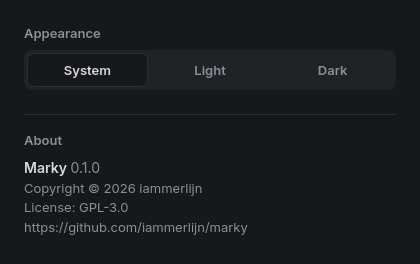 Appearance
System Light Dark
About
Marky 0.1.0
Copyright © 2026 iammerlijn
License: GPL-3.0
https://github.com/iammerlijn/marky